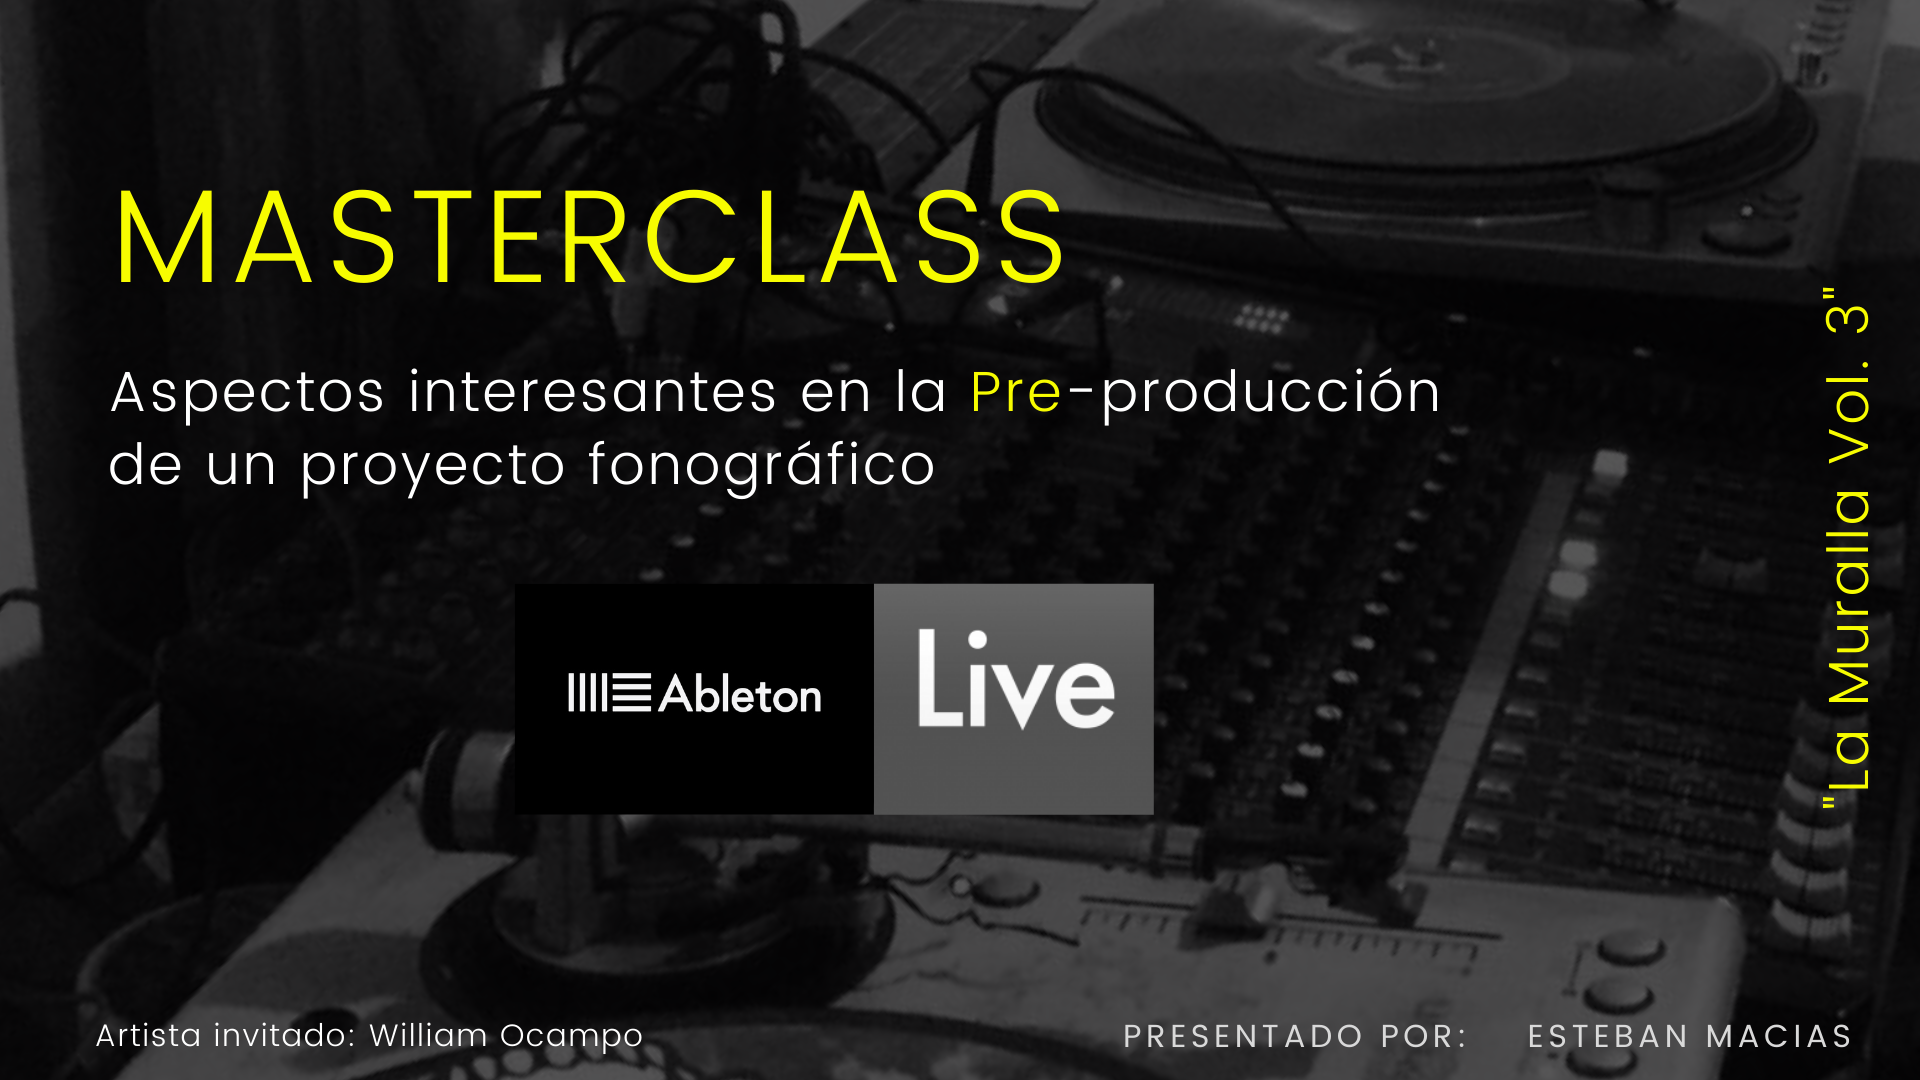 MASTERCLASS
Aspectos interesantes en la Pre-producción
de un proyecto fonográfico
Ableton Live
"La Muralla Vol. 3"
Artista invitado: William Ocampo
PRESENTADO POR: ESTEBAN MACIAS